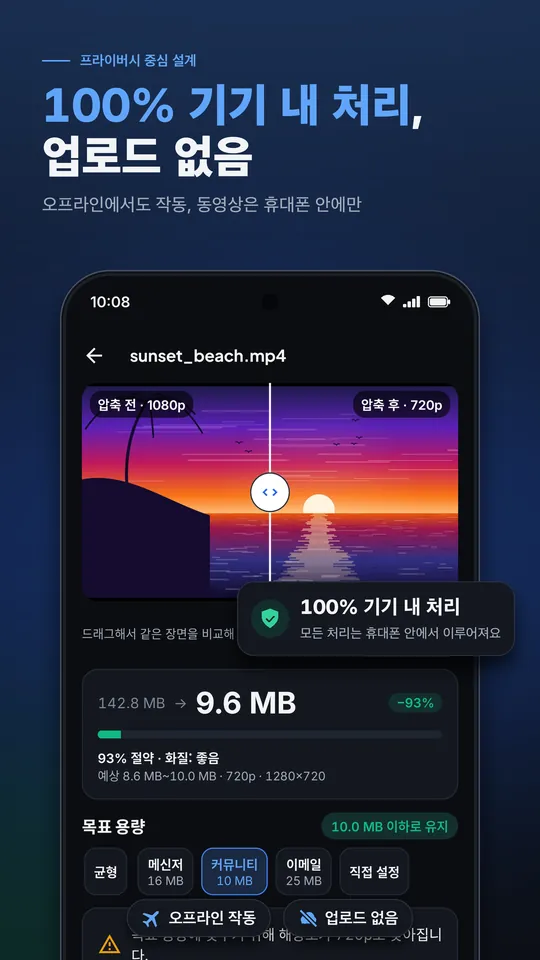 프라이버시 중심 설계
100% 기기 내 처리,
업로드 없음
오프라인에서도 작동, 동영상은 휴대폰 안에만
10:08
sunset_beach.mp4
압축 전 · 1080p
압축 후 · 720p
100% 기기 내 처리
모든 처리는 휴대폰 안에서 이루어져요
드래그해서 같은 장면을 비교해
142.8 MB → 9.6 MB
−93%
93% 절약 · 화질: 좋음
예상 8.6 MB~10.0 MB · 720p · 1280×720
목표 용량
10.0 MB 이하로 유지
균형
메신저
16 MB
커뮤니티
10 MB
이메일
25 MB
직접 설정
오프라인 작동
업로드 없음
다.